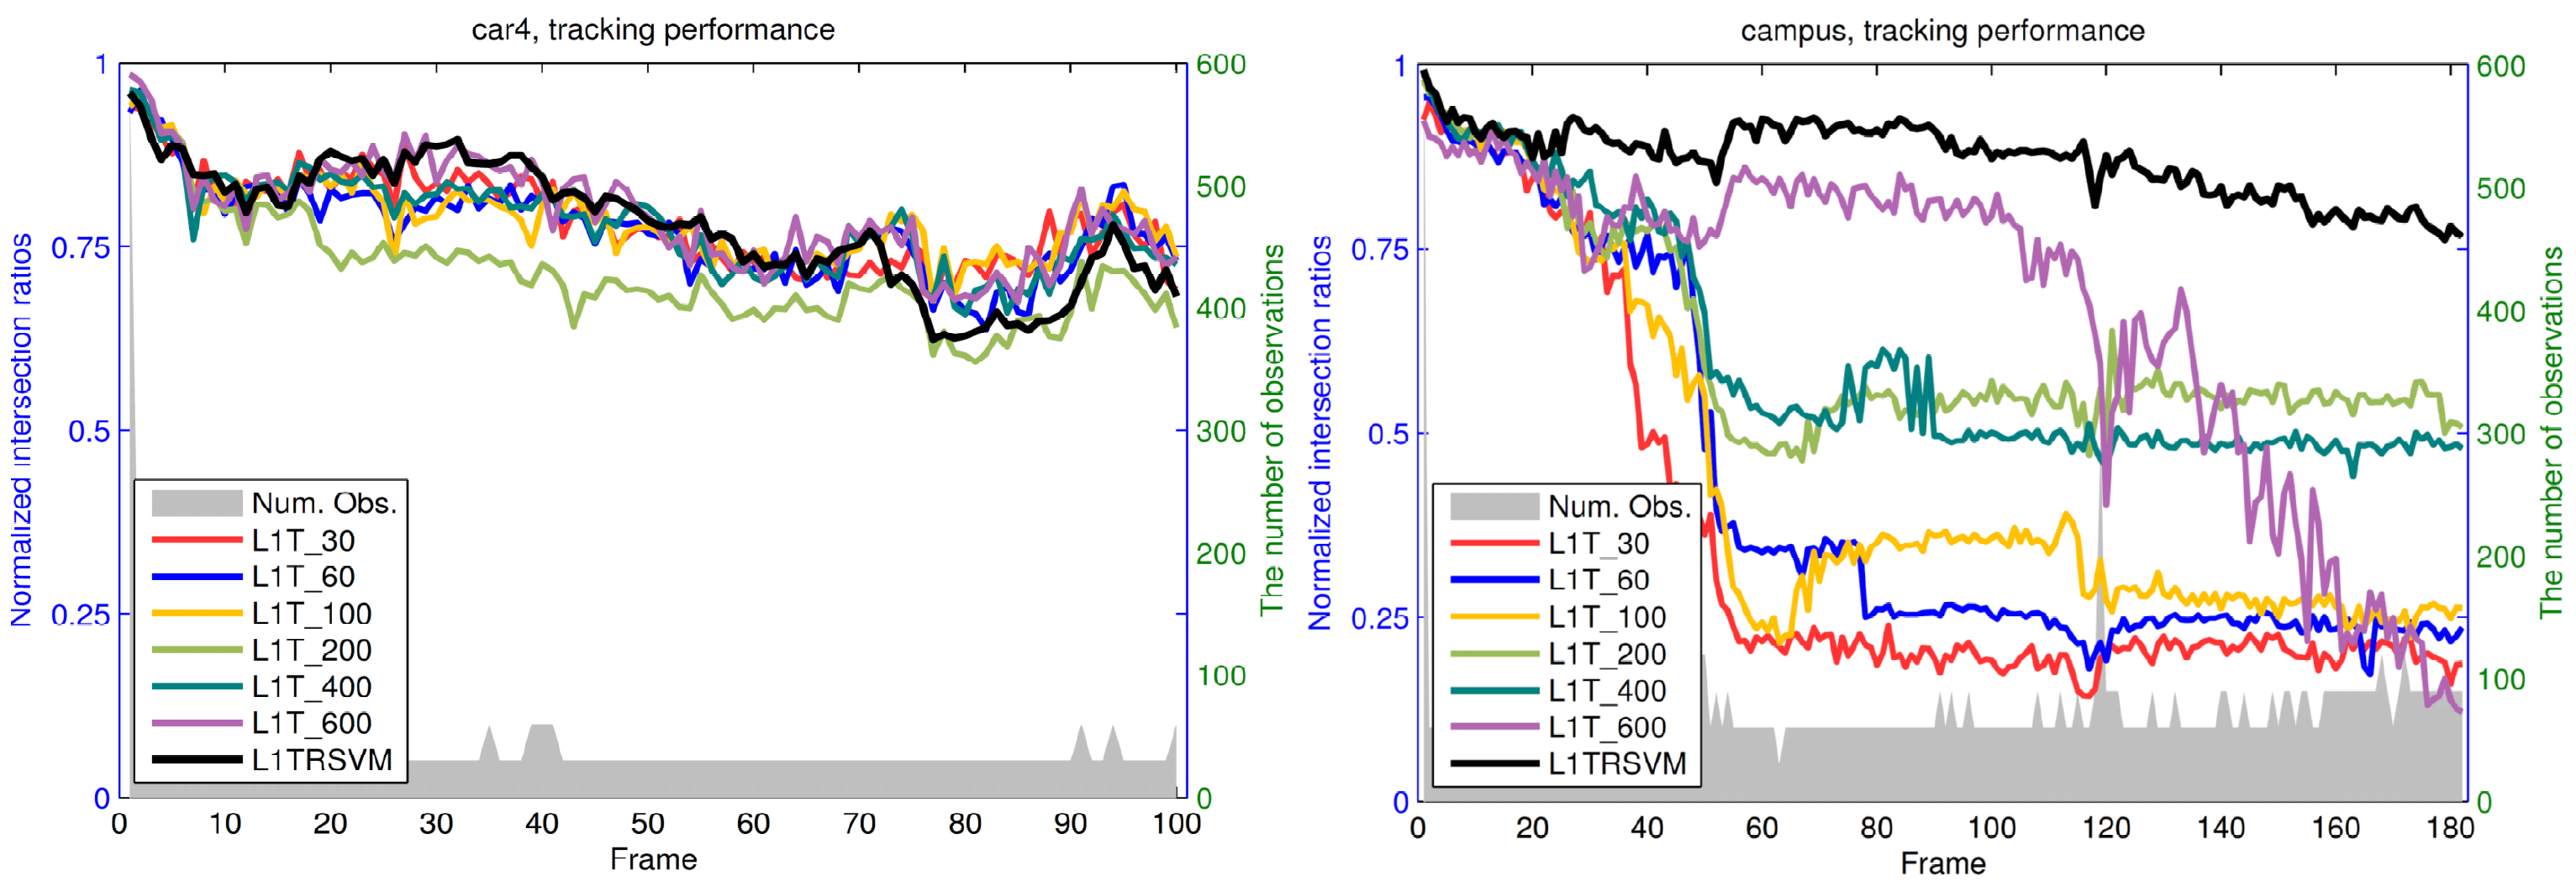 car4, tracking performance
Normalized intersection ratios
1
0.75
0.5
0.25
0
600
500
400
300
200
100
0
The number of observations
Num. Obs.
L1T_30
L1T_60
L1T_100
L1T_200
L1T_400
L1T_600
L1TRSVM
0 10 20 30 40 50 60 70 80 90 100
Frame
campus, tracking performance
Normalized intersection ratios
1
0.75
0.5
0.25
0
600
500
400
300
200
100
0
The number of observations
Num. Obs.
L1T_30
L1T_60
L1T_100
L1T_200
L1T_400
L1T_600
L1TRSVM
0 20 40 60 80 100 120 140 160 180
Frame